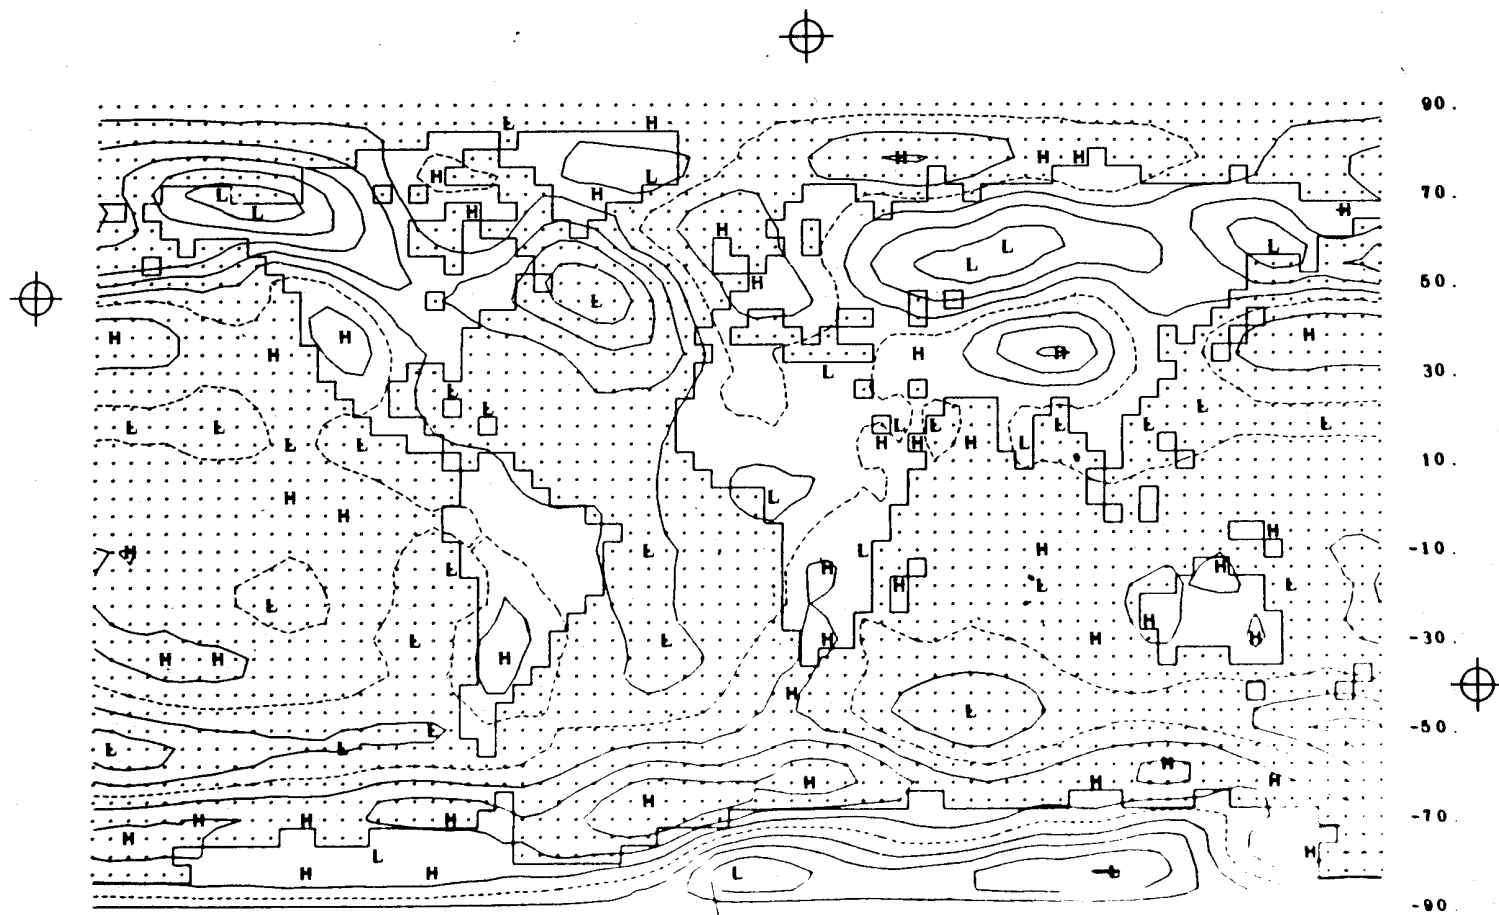 90.
L H
H H H
H L
L 70.
H L H H
H
H L L
L
H 50.
L
H H H
H H H
L 30.
L L L
L L L L L L L L
L L H H H L
10.
H L
H
H L H L
-10.
L H H
H L L
L H
L L H H H
-30.
H H H
H
L
L -50.
L L
H
H H H
H
H H H -70.
H
L H
H H L L
-90.